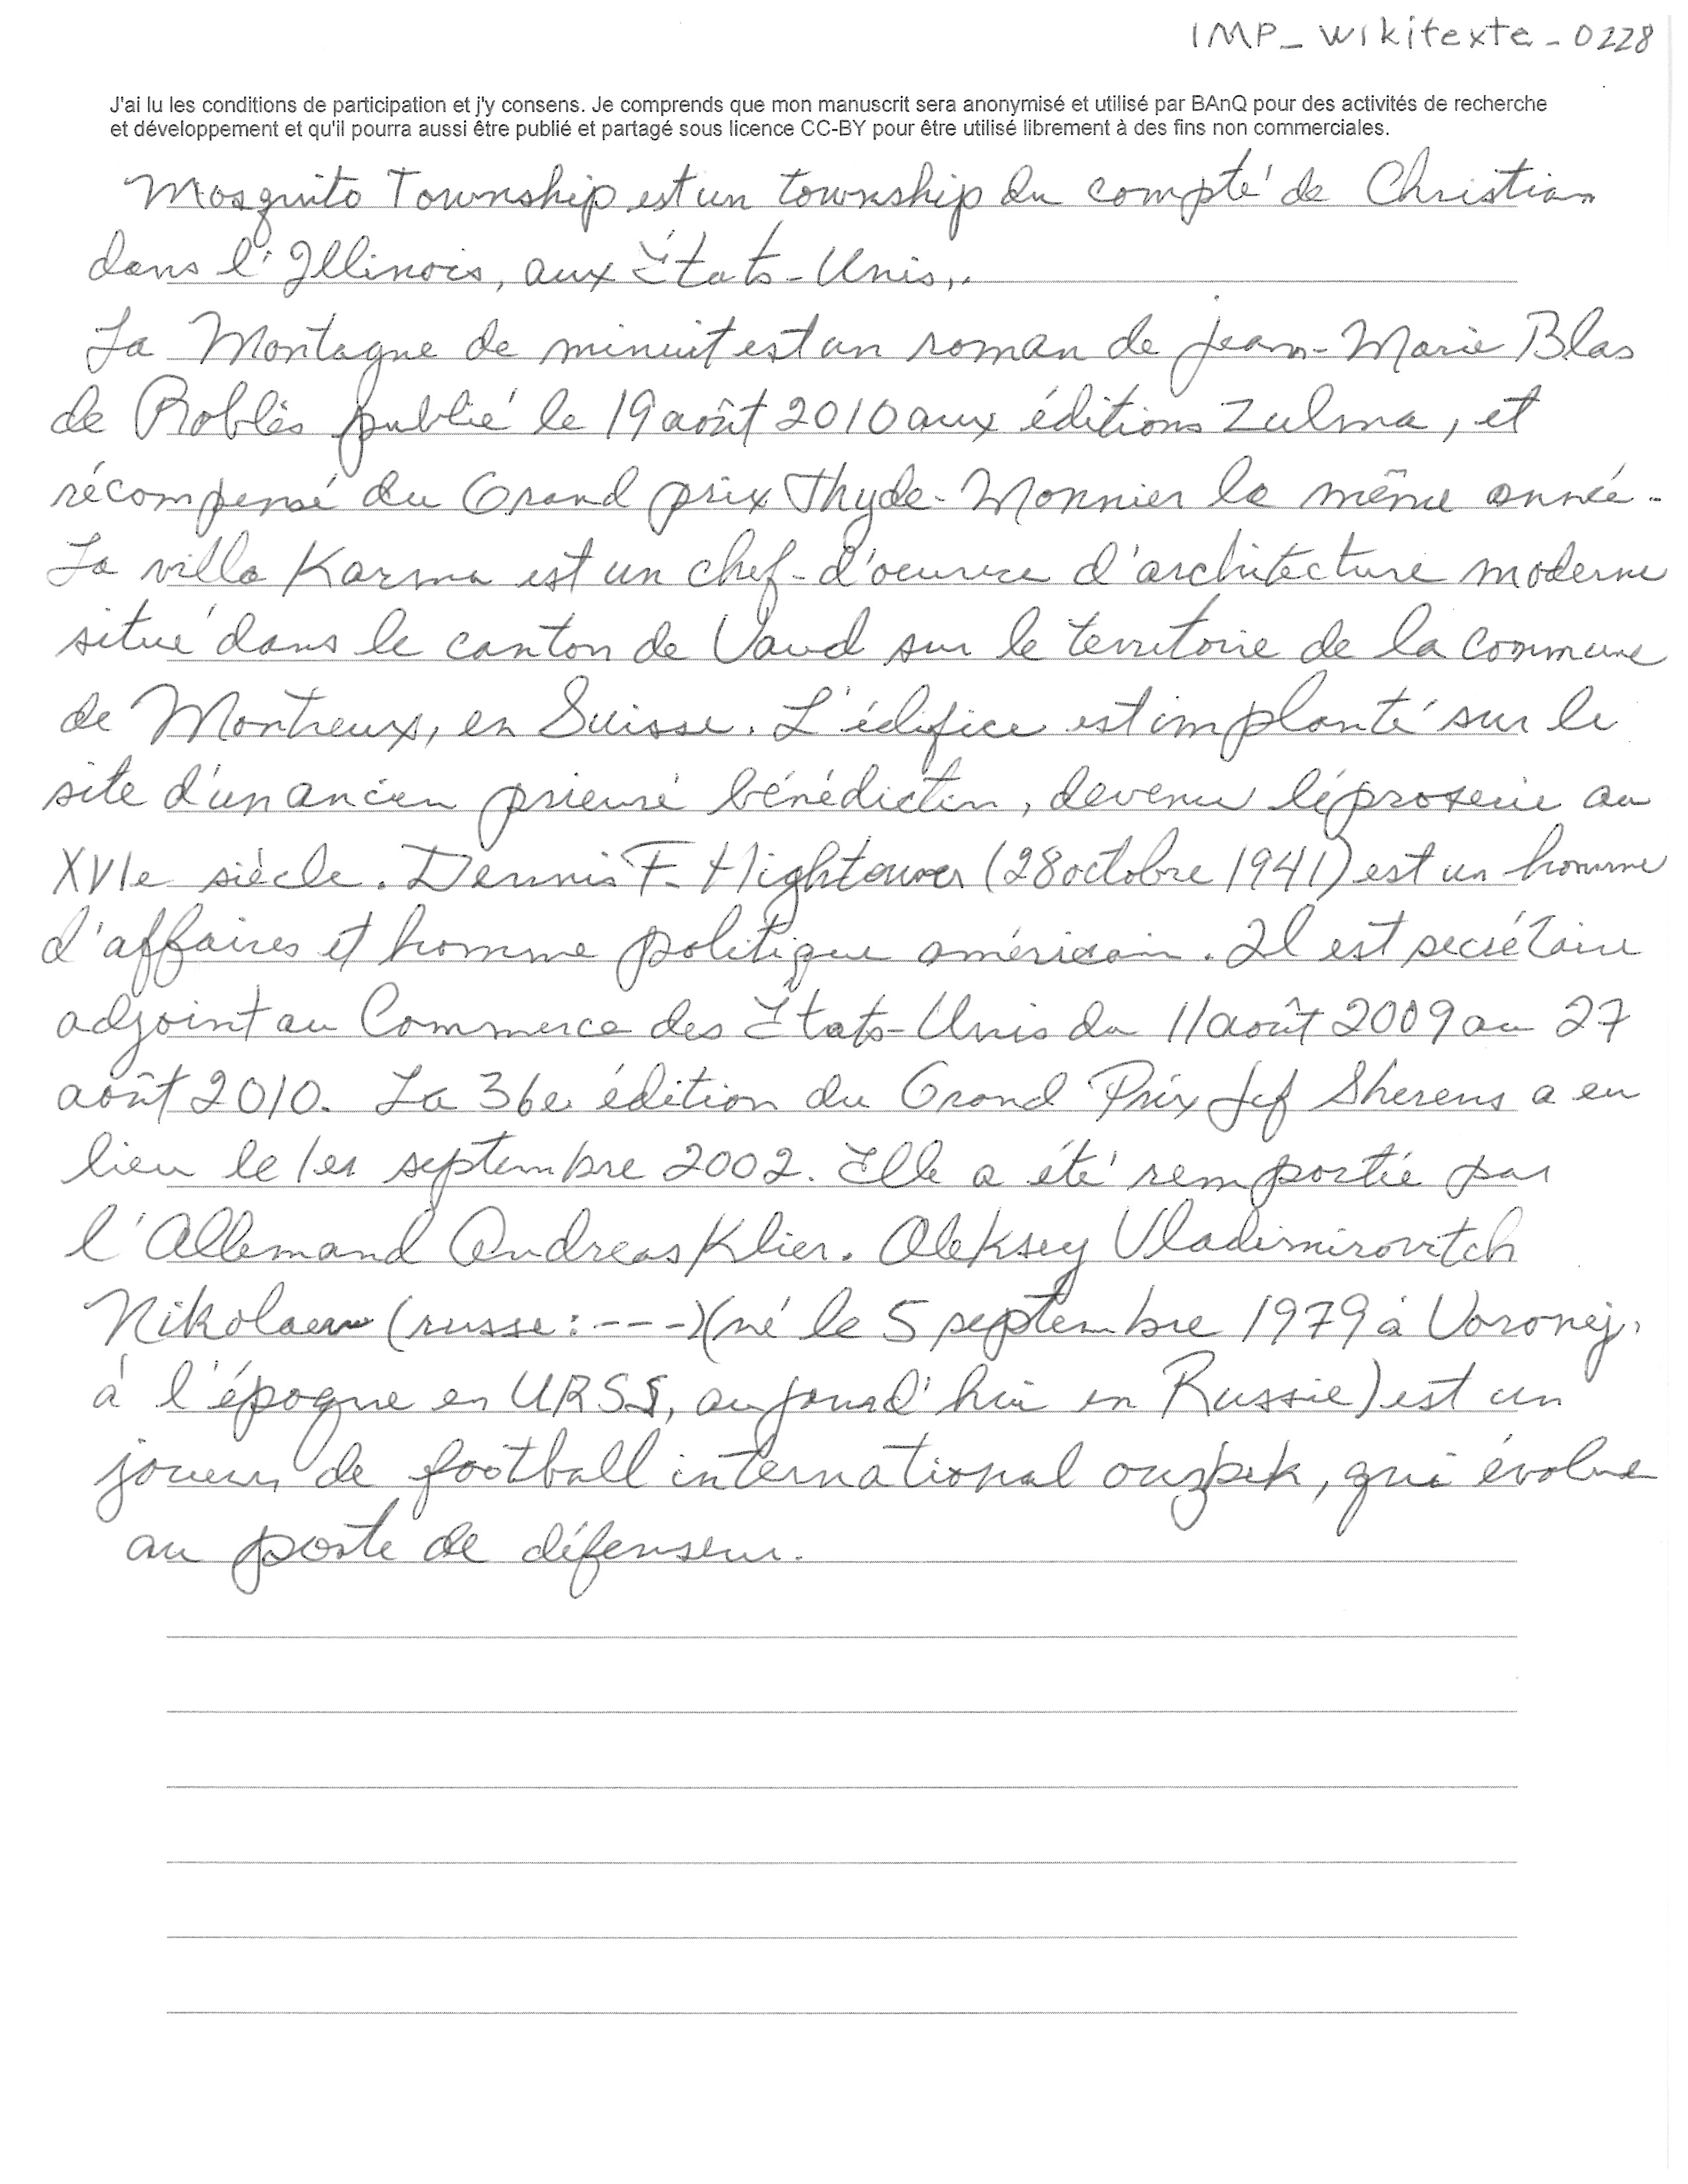 IMP_wikitexte_0228
J'ai lu les conditions de participation et j'y consens. Je comprends que mon manuscrit sera anonymisé et utilisé par BAnQ pour des activités de recherche
et développement et qu'il pourra aussi être publié et partagé sous licence CC-BY pour être utilisé librement à des fins non commerciales.
Mosquito Township est un township du compté de Christian
dans l'Illinois, aux États-Unis,.
La Montagne de minuit est un roman de Jean-Marie Blas
de Roblès publié le 19 août 2010 aux éditions Zulma, et
récompensé du Grand prix Thyde-Monnier la même année.
La villa Karma est un chef-d'oeuvre d'architecture moderne
situé dans le canton de Vaud sur le territoire de la commune
de Montreux, en Suisse. L'édifice est implanté sur le
site d'un ancien prieuré bénédictin, devenu léproserie au
XVIe siècle. Dennis F. Hightower (28 octobre 1941) est un homme
d'affaires et homme politique américain. Il est secrétaire
adjoint au Commerce des États-Unis du 11 août 2009 au 27
août 2010. La 36e édition du Grand Prix Jef Sherens a eu
lieu le 1er septembre 2002. Elle a été remportée par
l'Allemand Andreas Klier. Oleksey Vladimirovitch
Nikolaev (russe : ---) (né le 5 septembre 1979 à Voronej,
à l'époque en URSS, aujourd'hui en Russie) est un
joueur de football international ouzbek, qui évolue
au poste de défenseur.